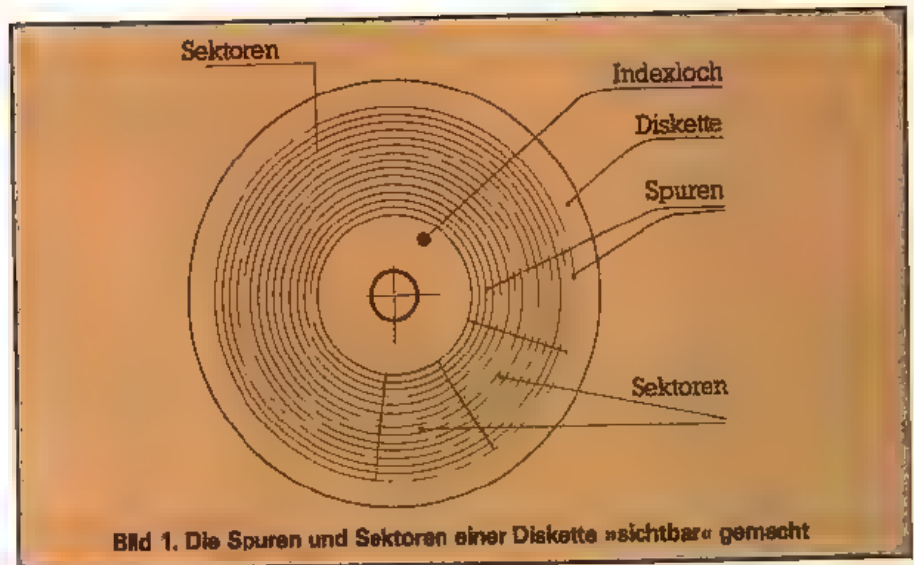 Sektoren
Indexloch
Diskette
Spuren
Sektoren
Bild 1. Die Spuren und Sektoren einer Diskette »sichtbar« gemacht